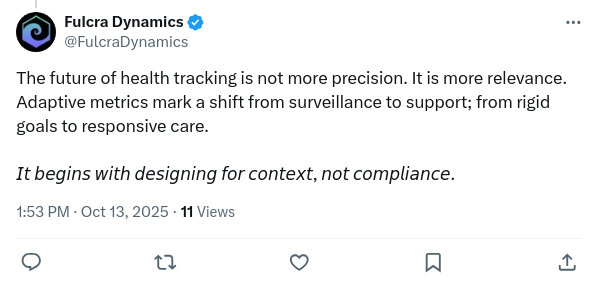 Fulcra Dynamics
@FulcraDynamics
The future of health tracking is not more precision. It is more relevance.
Adaptive metrics mark a shift from surveillance to support; from rigid
goals to responsive care.
It begins with designing for context, not compliance.
1:53 PM · Oct 13, 2025 · 11 Views